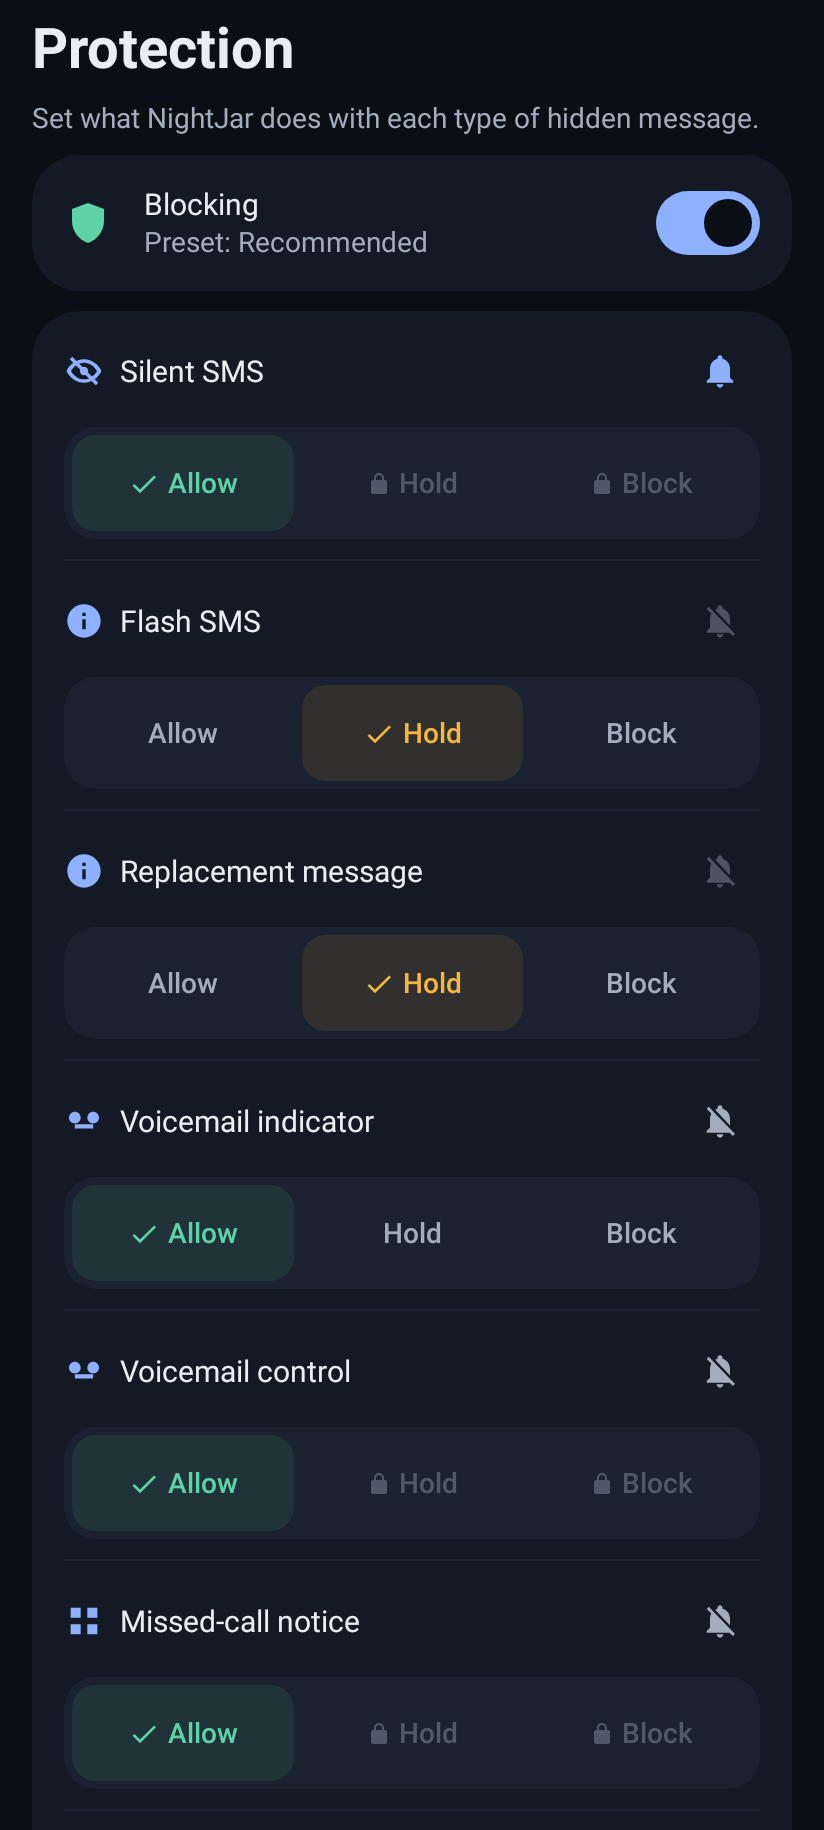 Protection
Set what NightJar does with each type of hidden message.
Blocking
Preset: Recommended
Silent SMS
Allow Hold Block
Flash SMS
Allow Hold Block
Replacement message
Allow Hold Block
Voicemail indicator
Allow Hold Block
Voicemail control
Allow Hold Block
Missed-call notice
Allow Hold Block